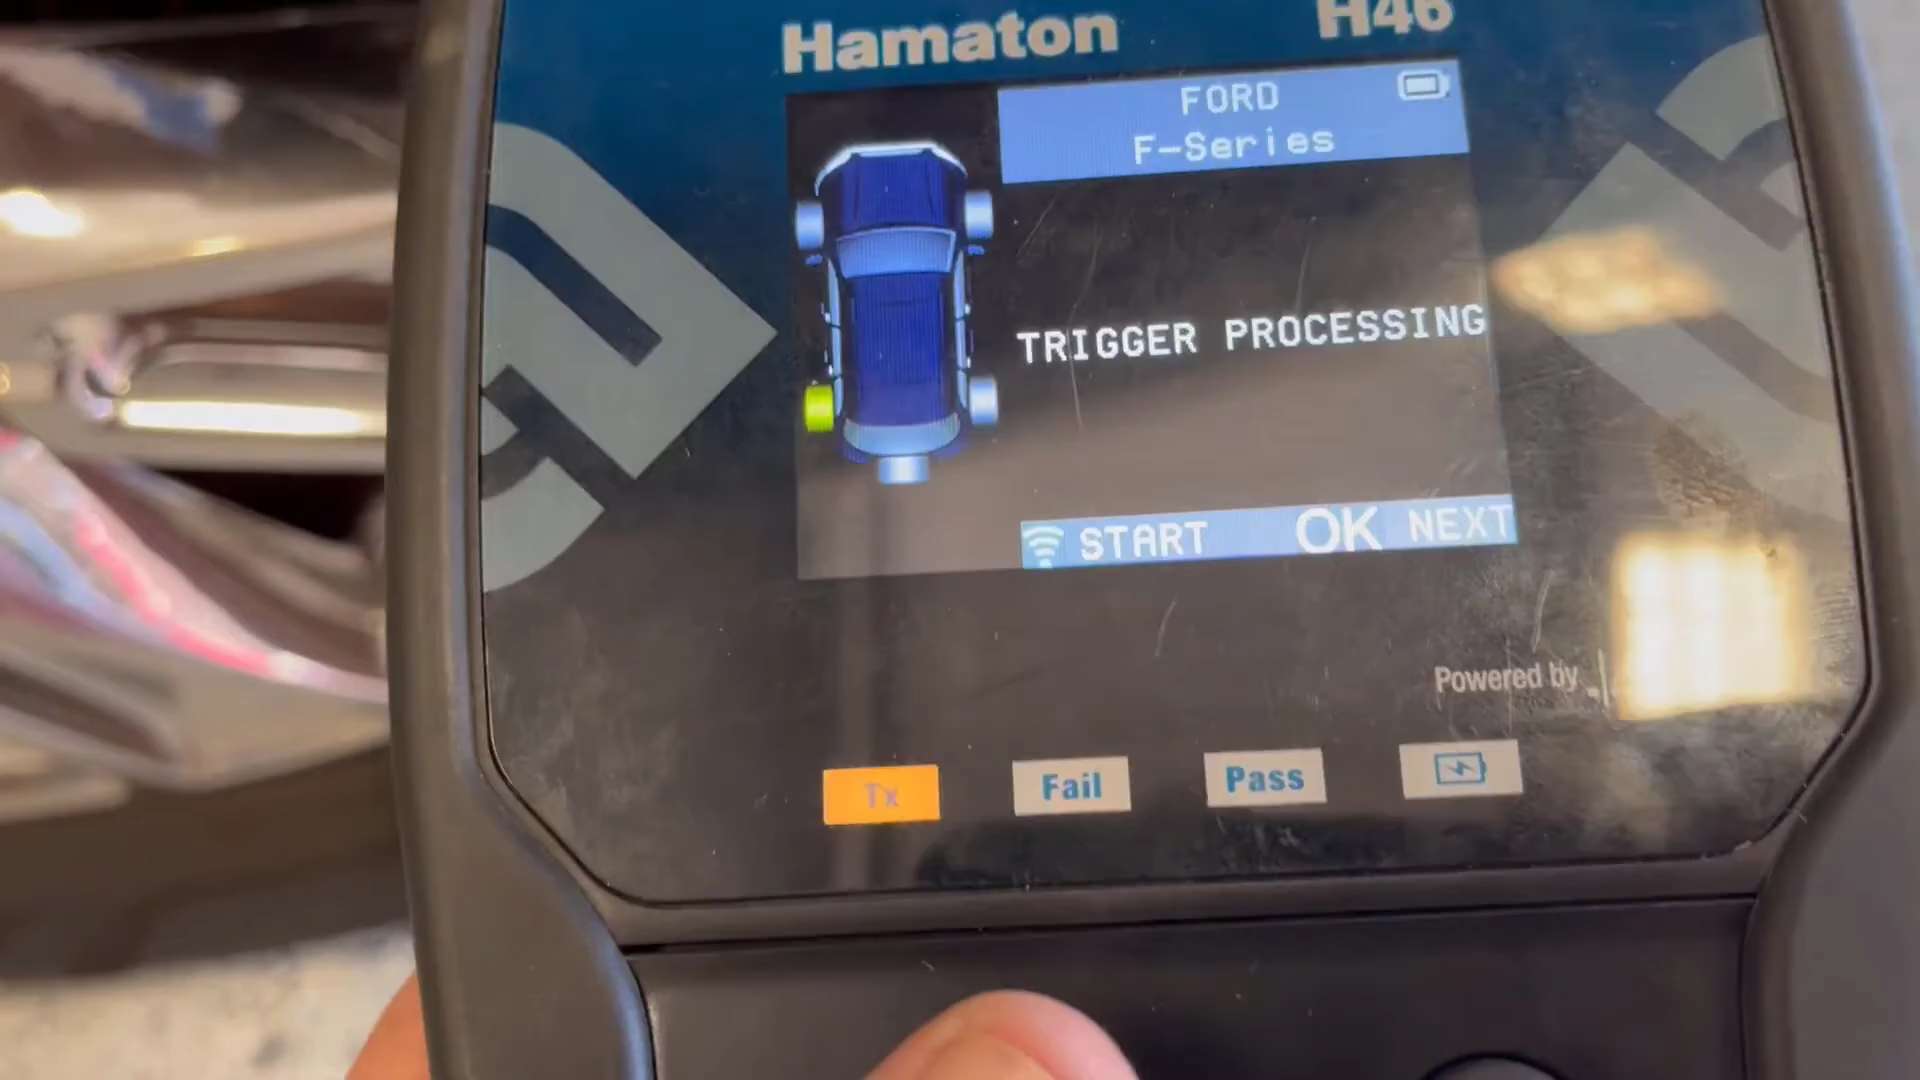 Hamaton H46
FORD
F-Series
TRIGGER PROCESSING
START OK NEXT
Powered by
Tx Fail Pass